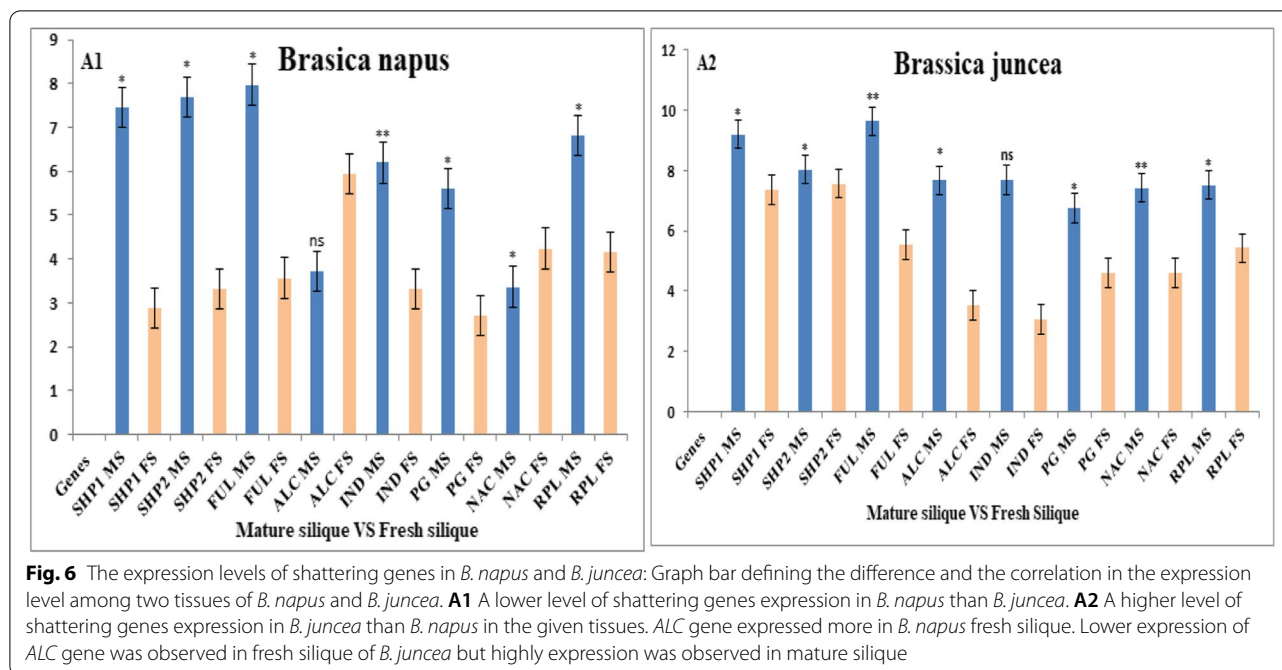 A1
Brasica napus
9
8
7
6
5
4
3
2
1
0
* * * ns ** * * *
Genes
SHP1 MS
SHP1 FS
SHP2 MS
SHP2 FS
FUL MS
FUL FS
ALC MS
ALC FS
IND MS
IND FS
PG MS
PG FS
NAC MS
NAC FS
RPL MS
RPL FS
Mature silique VS Fresh silique
A2
Brassica juncea
12
10
8
6
4
2
0
* * ** * ns * ** *
Genes
SHP1 MS
SHP1 FS
SHP2 MS
SHP2 FS
FUL MS
FUL FS
ALC MS
ALC FS
IND MS
IND FS
PG MS
PG FS
NAC MS
NAC FS
RPL MS
RPL FS
Mature silique VS Fresh Silique
Fig. 6 The expression levels of shattering genes in B. napus and B. juncea: Graph bar defining the difference and the correlation in the expression
level among two tissues of B. napus and B. juncea. A1 A lower level of shattering genes expression in B. napus than B. juncea. A2 A higher level of
shattering genes expression in B. juncea than B. napus in the given tissues. ALC gene expressed more in B. napus fresh silique. Lower expression of
ALC gene was observed in fresh silique of B. juncea but highly expression was observed in mature silique